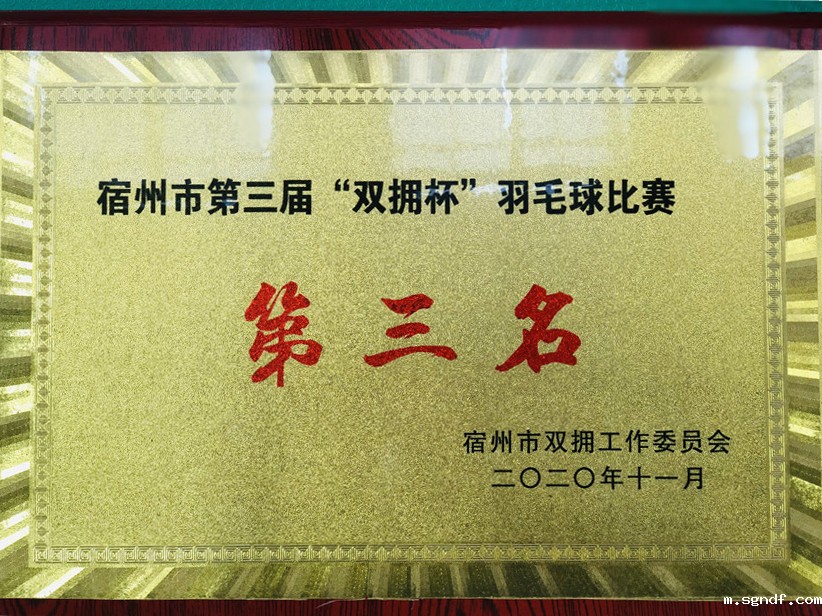 宿州市第三届“双拥杯”羽毛球比赛
第三名
宿州市双拥工作委员会
二〇二〇年十一月
m.sgndf.com